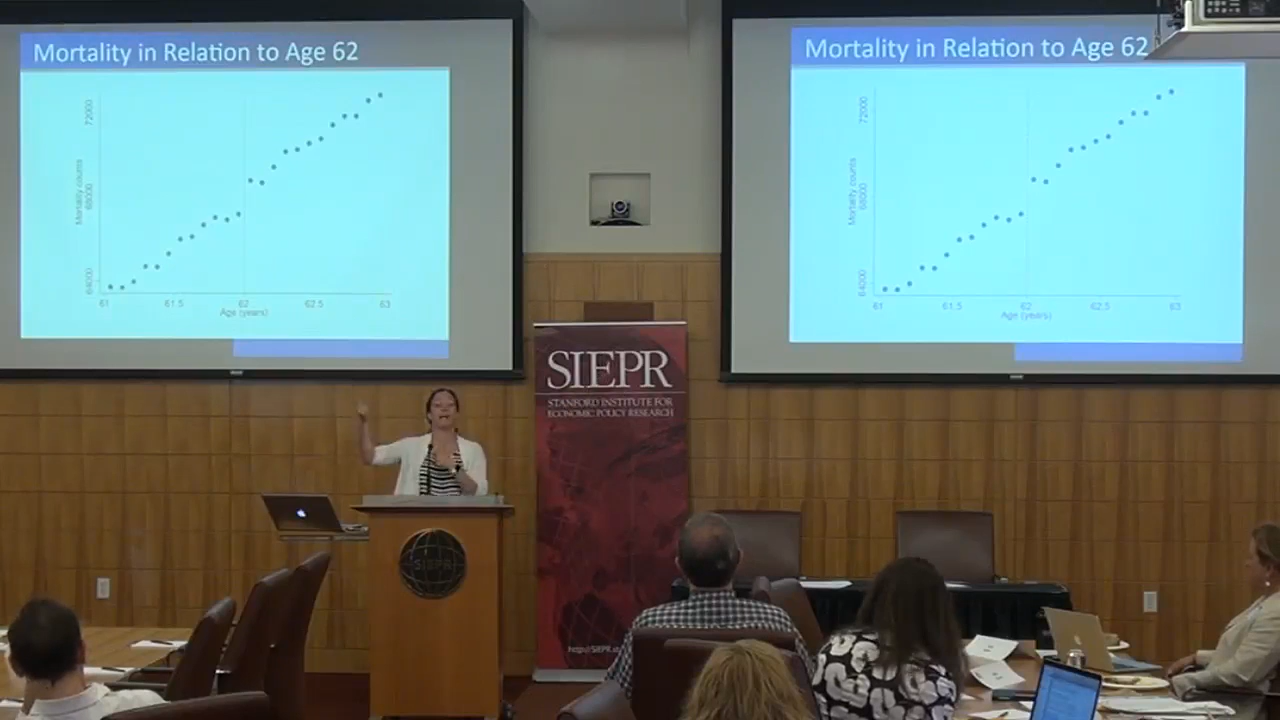 Mortality in Relation to Age 62
72000
68000
64000
Mortality counts
61
61.5
62
62.5
63
Age (years)
Mortality in Relation to Age 62
72000
68000
64000
Mortality counts
61
61.5
62
62.5
63
Age (years)
SIEPR
STANFORD INSTITUTE FOR
ECONOMIC POLICY RESEARCH
SIEPR